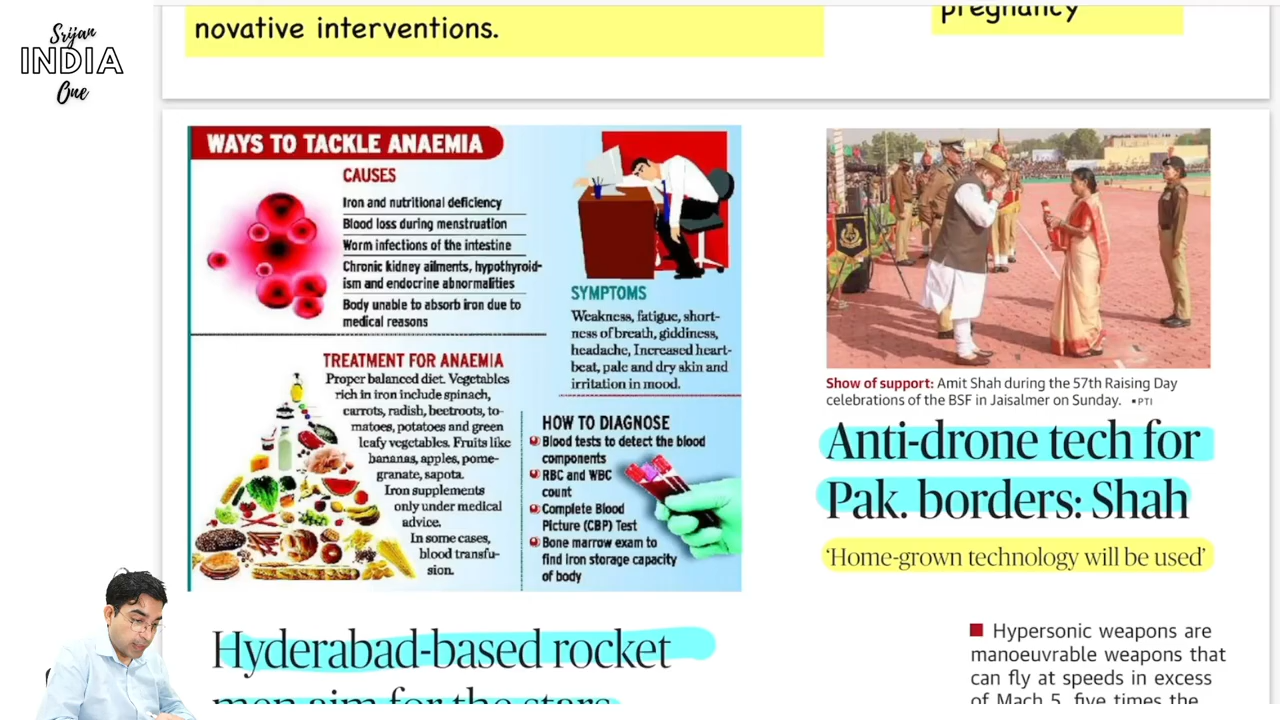 Srijan
INDIA
One
novative interventions.
pregnancy
WAYS TO TACKLE ANAEMIA
CAUSES
Iron and nutritional deficiency
Blood loss during menstruation
Worm infections of the intestine
Chronic kidney ailments, hypothyroid-
ism and endocrine abnormalities
Body unable to absorb iron due to
medical reasons
SYMPTOMS
Weakness, fatigue, short-
ness of breath, giddiness,
headache, Increased heart-
beat, pale and dry skin and
irritation in mood.
TREATMENT FOR ANAEMIA
Proper balanced diet. Vegetables
rich in iron include spinach,
carrots, radish, beetroots, to-
matoes, potatoes and green
leafy vegetables. Fruits like
bananas, apples, pome-
granate, sapota.
Iron supplements
only under medical
advice.
In some cases,
blood transfu-
sion.
HOW TO DIAGNOSE
Blood tests to detect the blood
components
RBC and WBC
count
Complete Blood
Picture (CBP) Test
Bone marrow exam to
find iron storage capacity
of body
Show of support: Amit Shah during the 57th Raising Day
celebrations of the BSF in Jaisalmer on Sunday. ▪PTI
Anti-drone tech for
Pak. borders: Shah
‘Home-grown technology will be used’
Hyderabad-based rocket
men aim for the stars
■ Hypersonic weapons are
manoeuvrable weapons that
can fly at speeds in excess
of Mach 5, five times the